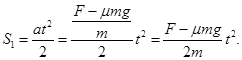 S₁ = at²/2 = ((F − μmg)/m)/2 t² = (F − μmg)/2m t².